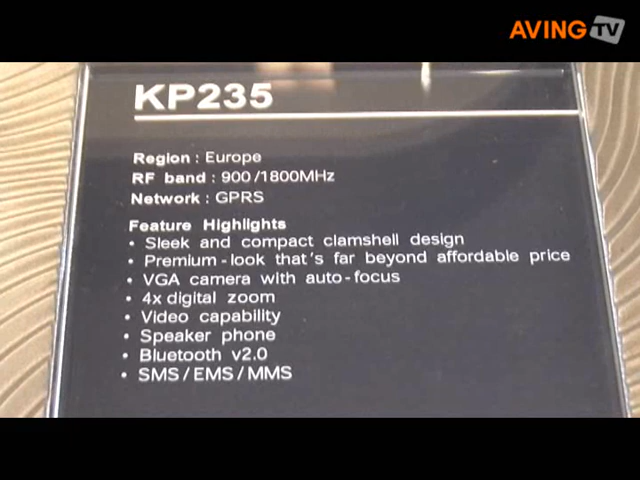 AVING TV
KP235
Region : Europe
RF band : 900/1800MHz
Network : GPRS
Feature Highlights
• Sleek and compact clamshell design
• Premium-look that's far beyond affordable price
• VGA camera with auto-focus
• 4x digital zoom
• Video capability
• Speaker phone
• Bluetooth v2.0
• SMS/EMS/MMS